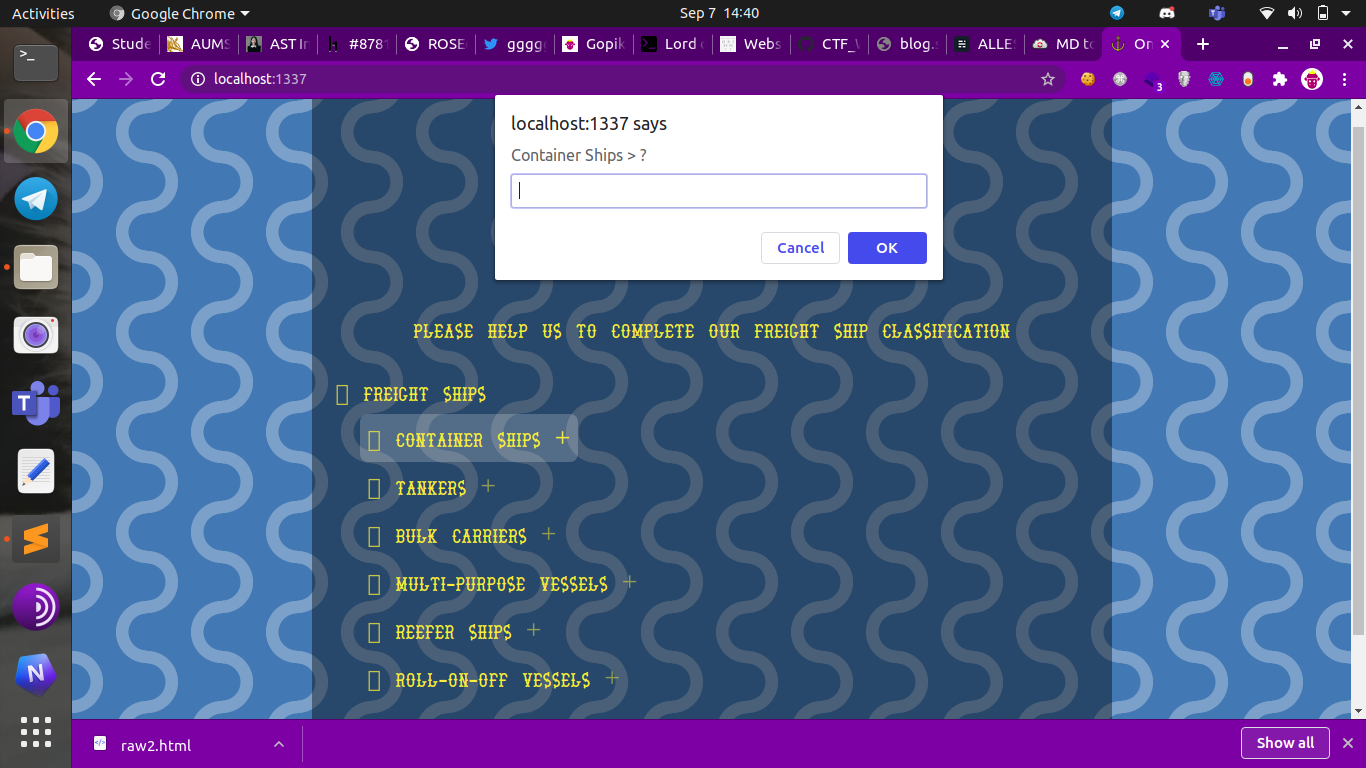 Activities Google Chrome Sep 7 14:40
Stude AUMS AST In #8781 ROSE gggg Gopik Lord Webs CTF_ blog.s ALLES MD to On
localhost:1337 3
localhost:1337 says
Container Ships > ?
Cancel OK
PLEASE HELP US TO COMPLETE OUR FREIGHT SHIP CLASSIFICATION
FREIGHT SHIPS
CONTAINER SHIPS +
TANKERS +
BULK CARRIERS +
MULTI-PURPOSE VESSELS +
REEFER SHIPS +
ROLL-ON-OFF VESSELS +
raw2.html Show all